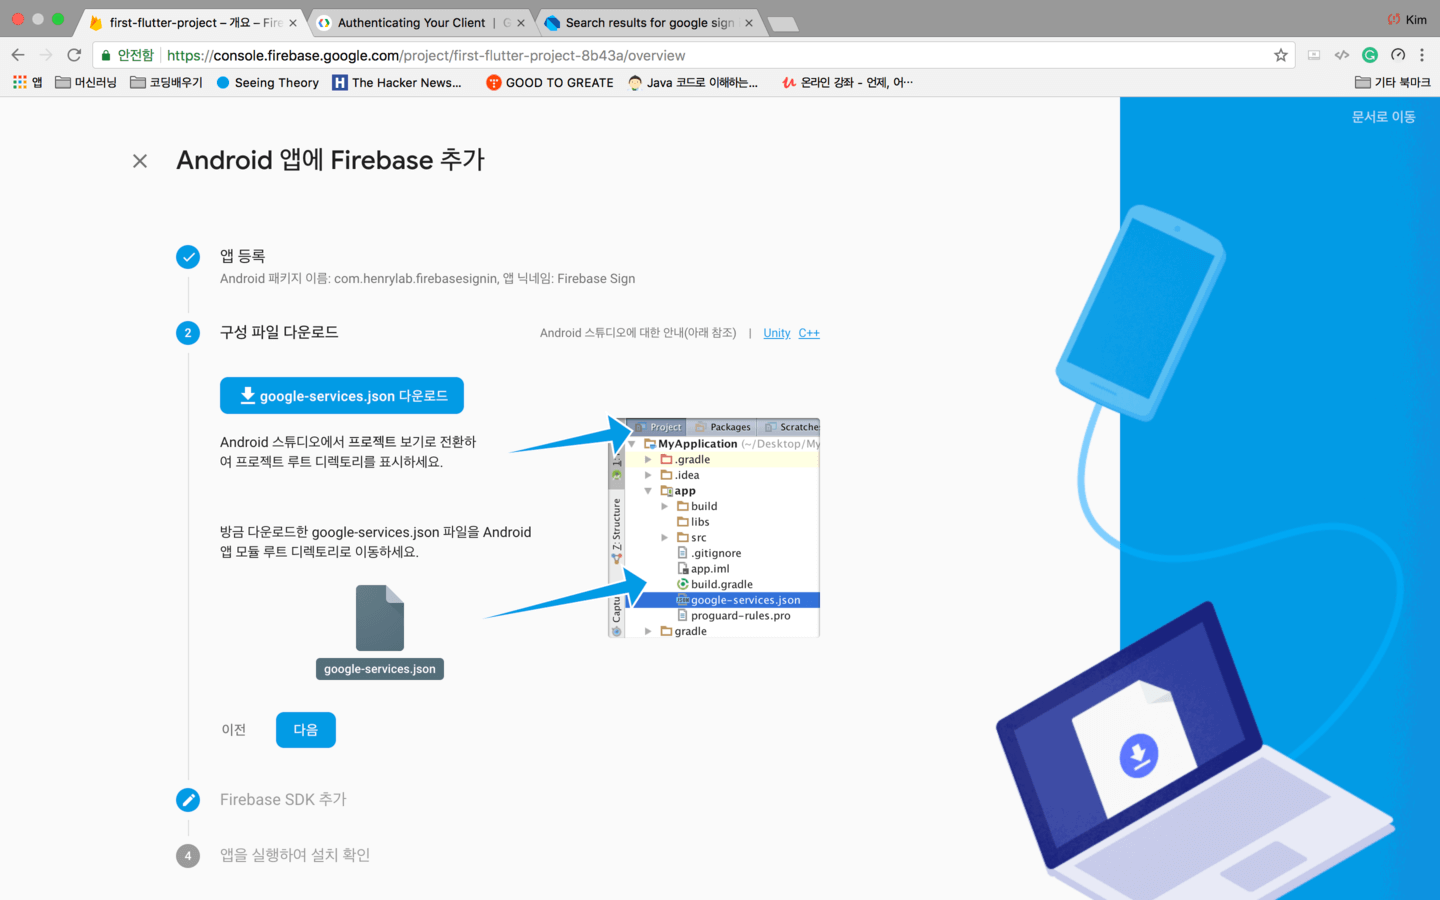 first-flutter-project – 개요 – Fire
Authenticating Your Client | G
Search results for google sign
Kim
안전함 | https://console.firebase.google.com/project/first-flutter-project-8b43a/overview
앱 머신러닝 코딩배우기 Seeing Theory The Hacker News... GOOD TO GREATE Java 코드로 이해하는... 온라인 강좌 - 언제, 어... 기타 북마크
문서로 이동
Android 앱에 Firebase 추가
앱 등록
Android 패키지 이름: com.henrylab.firebasesignin, 앱 닉네임: Firebase Sign
2 구성 파일 다운로드
Android 스튜디오에 대한 안내(아래 참조) | Unity C++
google-services.json 다운로드
Android 스튜디오에서 프로젝트 보기로 전환하
여 프로젝트 루트 디렉토리를 표시하세요.
방금 다운로드한 google-services.json 파일을 Android
앱 모듈 루트 디렉토리로 이동하세요.
google-services.json
Project Packages Scratches
MyApplication (~/Desktop/My
.gradle
.idea
app
build
libs
src
.gitignore
app.iml
build.gradle
google-services.json
proguard-rules.pro
gradle
Z: Structure
Captu
이전 다음
Firebase SDK 추가
4 앱을 실행하여 설치 확인